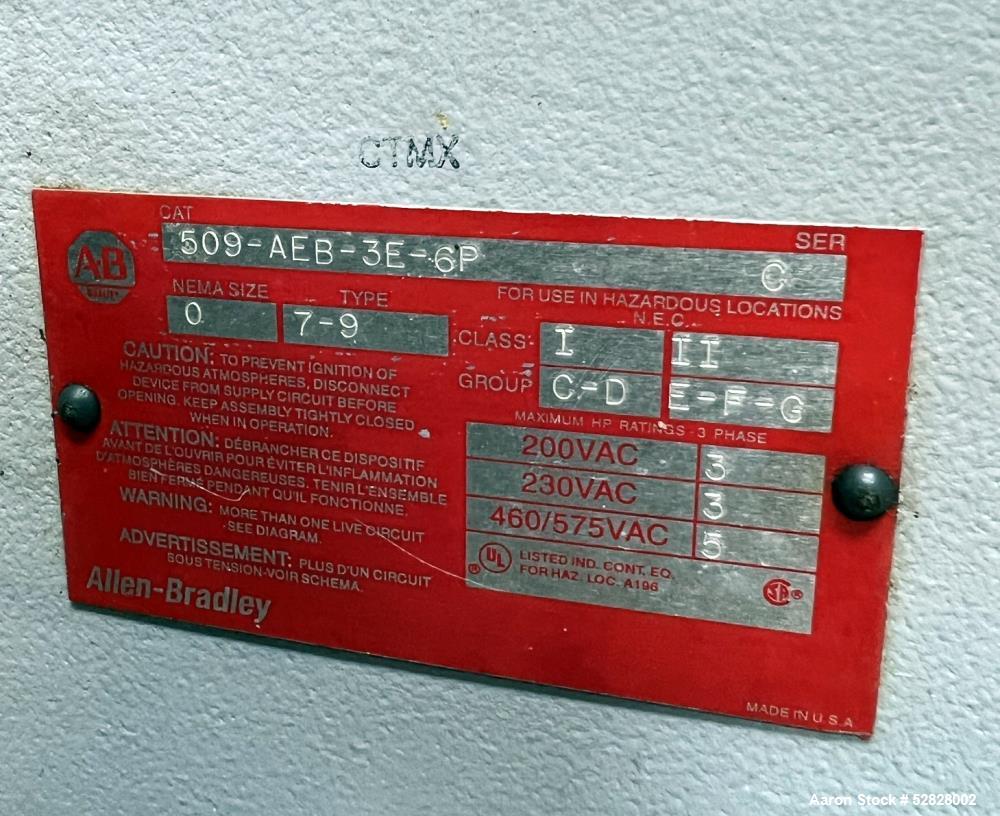 CTMX
CAT
SER
509-AEB-3E-6P C
A-B
NEMA SIZE TYPE
0 7-9
FOR USE IN HAZARDOUS LOCATIONS
N.E.C.
CLASS I II
GROUP C-D E-F-G
MAXIMUM HP RATINGS - 3 PHASE
200VAC 3
230VAC 3
460/575VAC 5
UL ® LISTED IND. CONT. EQ.
FOR HAZ. LOC. A196
®
CAUTION: TO PREVENT IGNITION OF
HAZARDOUS ATMOSPHERES, DISCONNECT
DEVICE FROM SUPPLY CIRCUIT BEFORE
OPENING. KEEP ASSEMBLY TIGHTLY CLOSED
WHEN IN OPERATION.
ATTENTION: DÉBRANCHER CE DISPOSITIF
AVANT DE L'OUVRIR POUR ÉVITER L'INFLAMMATION
D'ATMOSPHÈRES DANGEREUSES. TENIR L'ENSEMBLE
BIEN FERMÉ PENDANT QU'IL FONCTIONNE.
WARNING: MORE THAN ONE LIVE CIRCUIT
-SEE DIAGRAM.
ADVERTISSEMENT: PLUS D'UN CIRCUIT
SOUS TENSION-VOIR SCHEMA.
Allen-Bradley
MADE IN U.S.A
Aaron Stock # 52828002